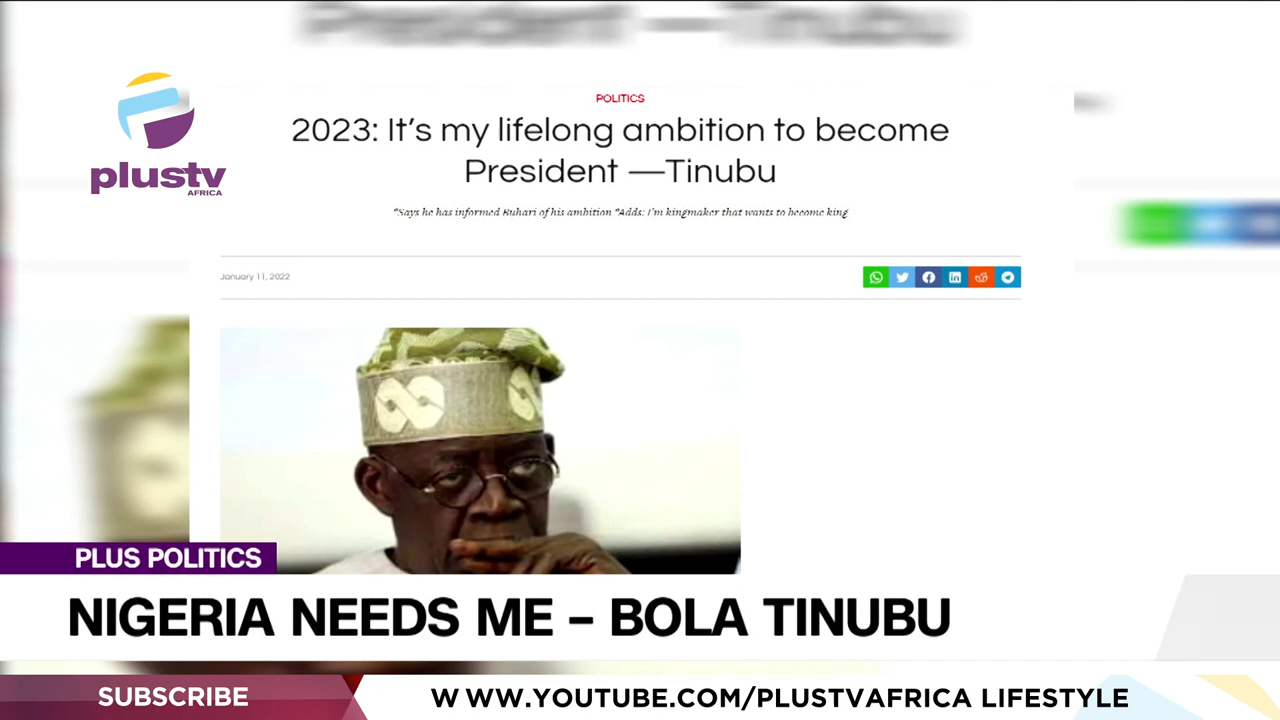 President —Tinubu
plustv
AFRICA
POLITICS
2023: It's my lifelong ambition to become
President —Tinubu
*Says he has informed Buhari of his ambition *Adds: I'm kingmaker that wants to become king
January 11, 2022
PLUS POLITICS
NIGERIA NEEDS ME – BOLA TINUBU
SUBSCRIBE
W WW.YOUTUBE.COM/PLUSTVAFRICA LIFESTYLE